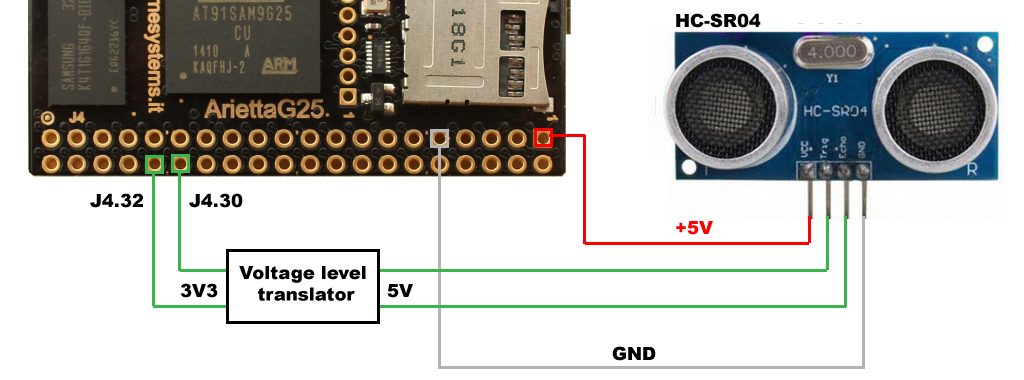 HC-SR04
AT91SAM9G25
CU
1410 A
KAQFHJ-2 ARM
SAMSUNG
mesystems.it
18G1
AriettaG25.
1
J4
1
4.000
Y1
HC-SR04
VCC
Trig
Echo
GND
R
J4.32
J4.30
+5V
Voltage level
translator
3V3
5V
GND